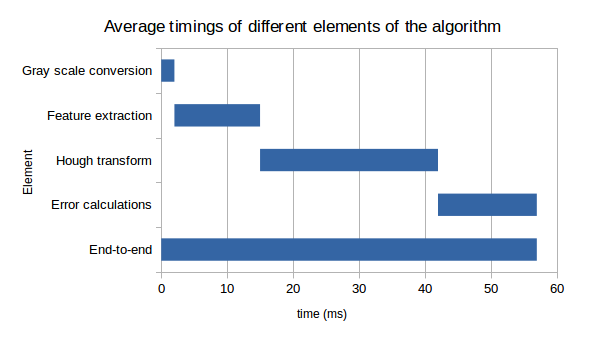 Average timings of different elements of the algorithm
Gray scale conversion
Feature extraction
Hough transform
Error calculations
End-to-end
Element
0 10 20 30 40 50 60
time (ms)